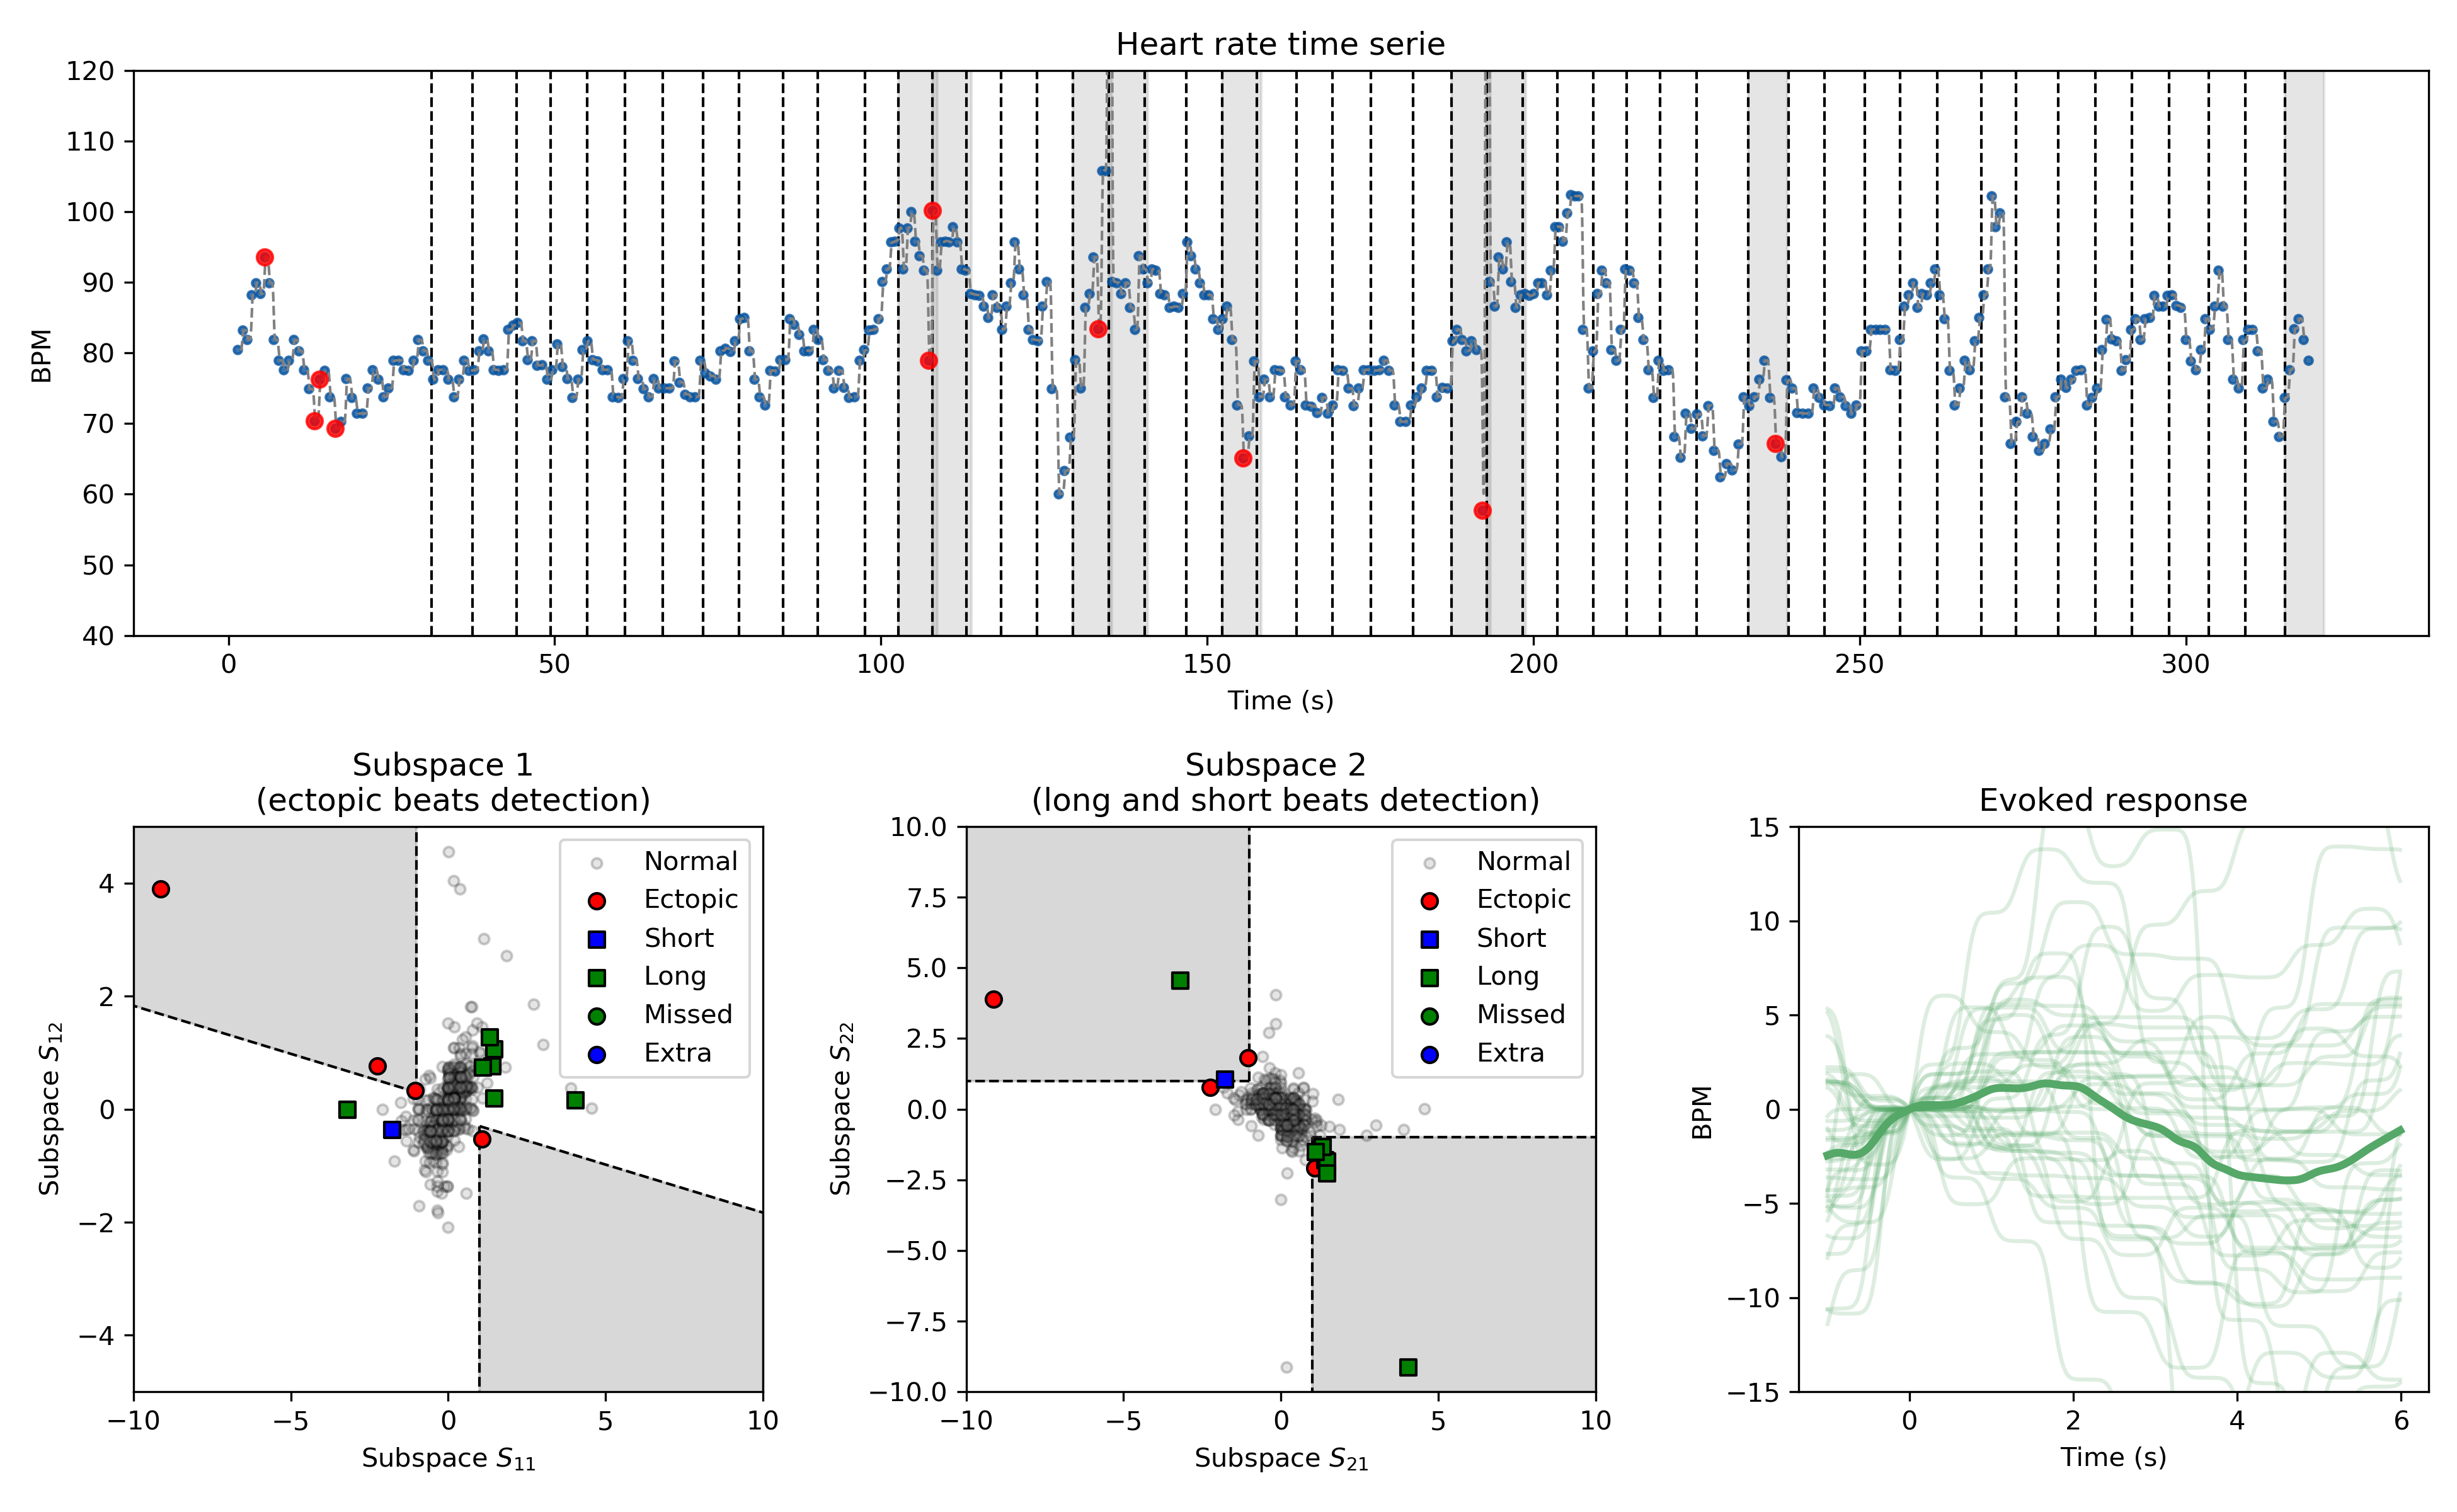 Heart rate time serie
120
110
100
90
80
70
60
50
40
BPM
0 50 100 150 200 250 300
Time (s)
Subspace 1
(ectopic beats detection)
4
2
0
−2
−4
Subspace S12
−10 −5 0 5 10
Subspace S11
Normal
Ectopic
Short
Long
Missed
Extra
Subspace 2
(long and short beats detection)
10.0
7.5
5.0
2.5
0.0
−2.5
−5.0
−7.5
−10.0
Subspace S22
−10 −5 0 5 10
Subspace S21
Normal
Ectopic
Short
Long
Missed
Extra
Evoked response
15
10
5
0
−5
−10
−15
BPM
0 2 4 6
Time (s)